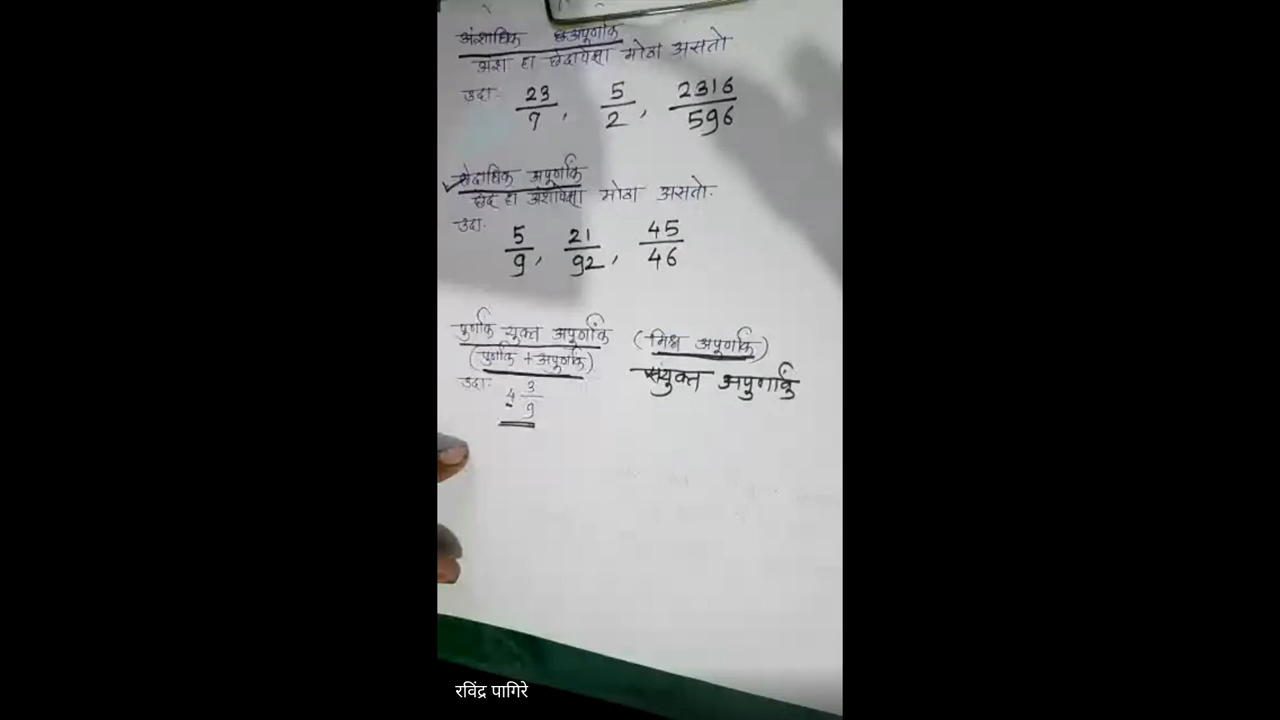 अंशाधिक अपूर्णांक
अंश हा छेदापेक्षा मोठा असतो
उदा. 23/7, 5/2, 2316/596
छेदाधिक अपूर्णांक
छेद हा अंशापेक्षा मोठा असतो.
उदा.
5/9, 21/92, 45/46
पुर्णांक युक्त अपूर्णांक (मिश्र अपूर्णांक)
(पुर्णांक + अपूर्णांक) संयुक्त अपुर्णांक
उदा. 4 3/9
रविंद्र पागिरे